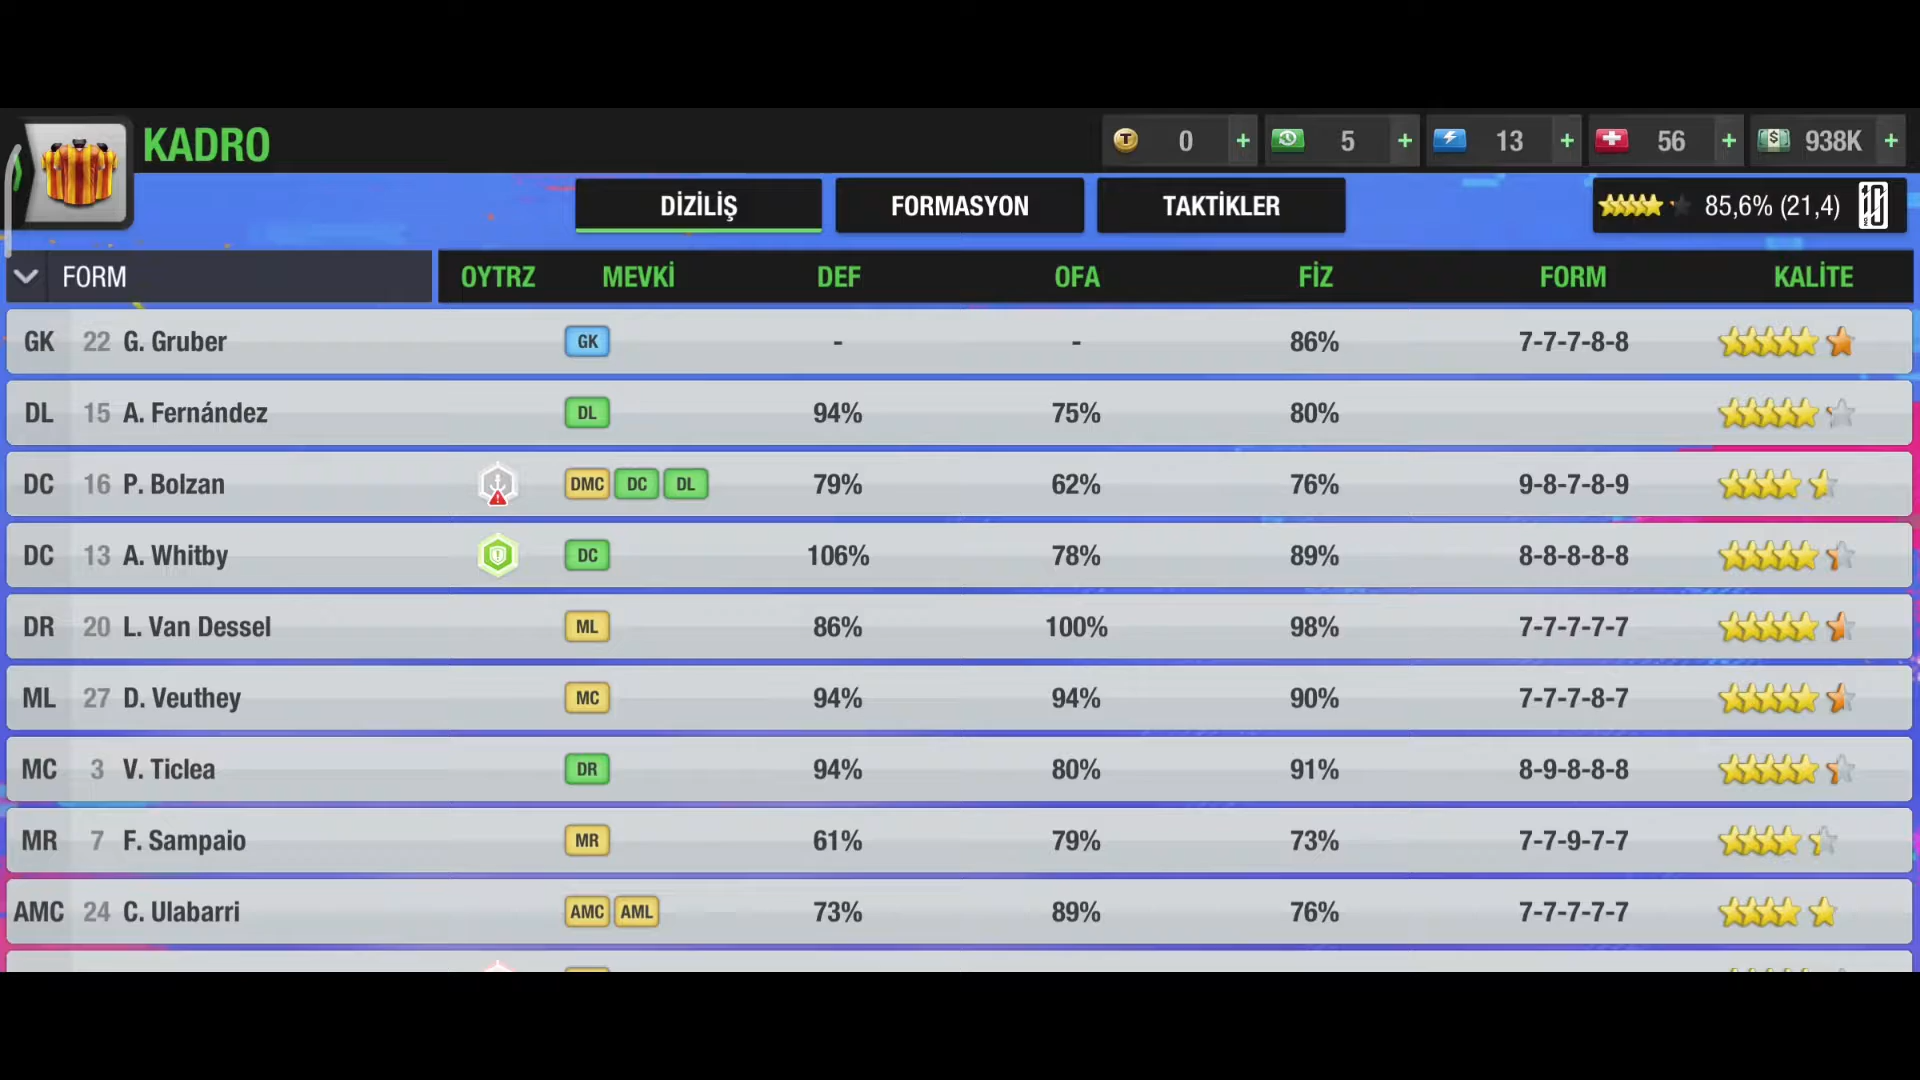 KADRO
0 + 5 + 13 + 56 + 938K +
DİZİLİŞ FORMASYON TAKTİKLER 85,6% (21,4) 10
FORM OYTRZ MEVKİ DEF OFA FİZ FORM KALİTE
GK 22 G. Gruber GK - - 86% 7-7-7-8-8
DL 15 A. Fernández DL 94% 75% 80%
DC 16 P. Bolzan DMC DC DL 79% 62% 76% 9-8-7-8-9
DC 13 A. Whitby DC 106% 78% 89% 8-8-8-8-8
DR 20 L. Van Dessel ML 86% 100% 98% 7-7-7-7-7
ML 27 D. Veuthey MC 94% 94% 90% 7-7-7-8-7
MC 3 V. Ticlea DR 94% 80% 91% 8-9-8-8-8
MR 7 F. Sampaio MR 61% 79% 73% 7-7-9-7-7
AMC 24 C. Ulabarri AMC AML 73% 89% 76% 7-7-7-7-7